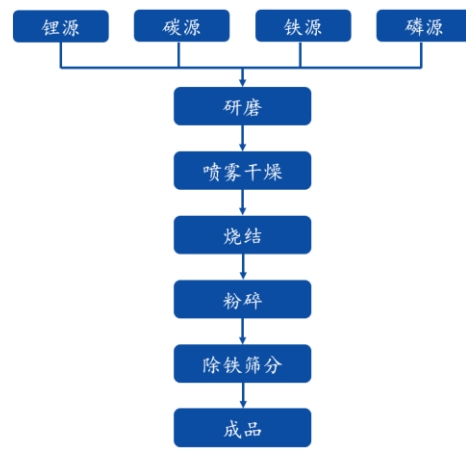 锂源 碳源 铁源 磷源
研磨
喷雾干燥
烧结
粉碎
除铁筛分
成品